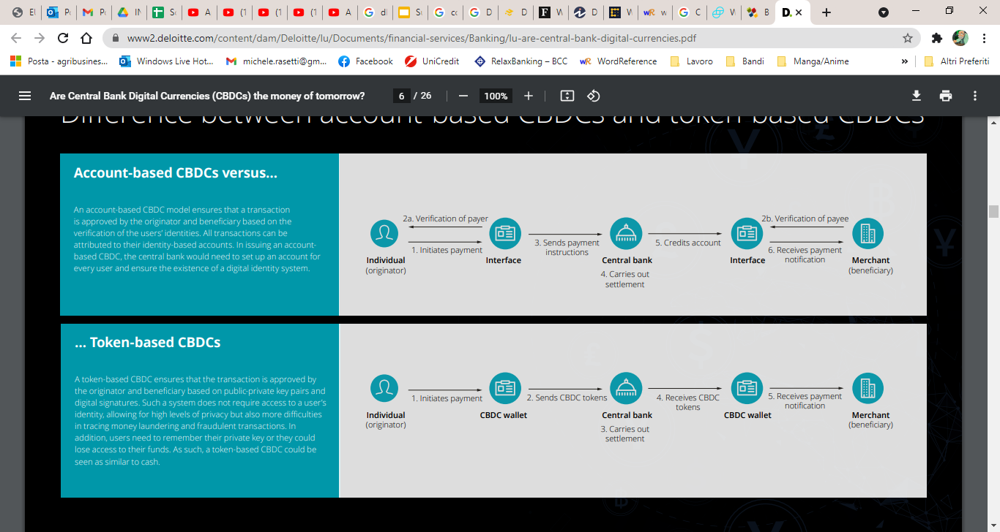 www2.deloitte.com/content/dam/Deloitte/lu/Documents/financial-services/Banking/lu-are-central-bank-digital-currencies.pdf
Posta - agribusines...
Windows Live Hot...
michele.rasetti@gm...
Facebook
UniCredit
RelaxBanking – BCC
WordReference
Lavoro
Bandi
Manga/Anime
»
Altri Preferiti
Are Central Bank Digital Currencies (CBDCs) the money of tomorrow?
6 / 26
100%
Difference between account-based CBDCs and token-based CBDCs
Account-based CBDCs versus...
An account-based CBDC model ensures that a transaction
is approved by the originator and beneficiary based on the
verification of the users' identities. All transactions can be
attributed to their identity-based accounts. In issuing an account-
based CBDC, the central bank would need to set up an account for
every user and ensure the existence of a digital identity system.
2a. Verification of payer
1. Initiates payment
Individual
(originator)
Interface
3. Sends payment
instructions
Central bank
4. Carries out
settlement
5. Credits account
Interface
2b. Verification of payee
6. Receives payment
notification
Merchant
(beneficiary)
... Token-based CBDCs
A token-based CBDC ensures that the transaction is approved by
the originator and beneficiary based on public-private key pairs and
digital signatures. Such a system does not require access to a user's
identity, allowing for high levels of privacy but also more difficulties
in tracing money laundering and fraudulent transactions. In
addition, users need to remember their private key or they could
lose access to their funds. As such, a token-based CBDC could be
seen as similar to cash.
1. Initiates payment
Individual
(originator)
CBDC wallet
2. Sends CBDC tokens
Central bank
3. Carries out
settlement
4. Receives CBDC
tokens
CBDC wallet
5. Receives payment
notification
Merchant
(beneficiary)